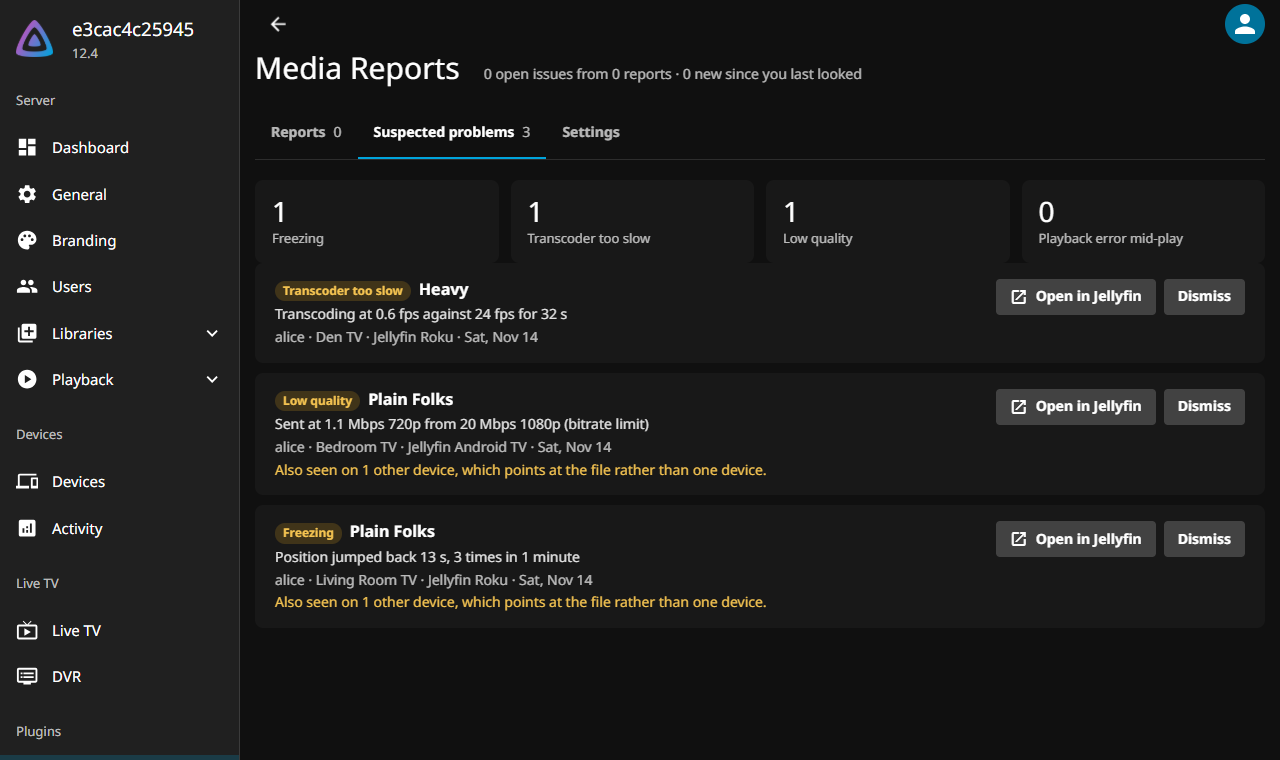 e3cac4c25945
12.4
Server
Dashboard
General
Branding
Users
Libraries
Playback
Devices
Devices
Activity
Live TV
Live TV
DVR
Plugins
Media Reports 0 open issues from 0 reports · 0 new since you last looked
Reports 0 Suspected problems 3 Settings
1
Freezing
1
Transcoder too slow
1
Low quality
0
Playback error mid-play
Transcoder too slow Heavy
Transcoding at 0.6 fps against 24 fps for 32 s
alice · Den TV · Jellyfin Roku · Sat, Nov 14
Open in Jellyfin Dismiss
Low quality Plain Folks
Sent at 1.1 Mbps 720p from 20 Mbps 1080p (bitrate limit)
alice · Bedroom TV · Jellyfin Android TV · Sat, Nov 14
Also seen on 1 other device, which points at the file rather than one device.
Open in Jellyfin Dismiss
Freezing Plain Folks
Position jumped back 13 s, 3 times in 1 minute
alice · Living Room TV · Jellyfin Roku · Sat, Nov 14
Also seen on 1 other device, which points at the file rather than one device.
Open in Jellyfin Dismiss